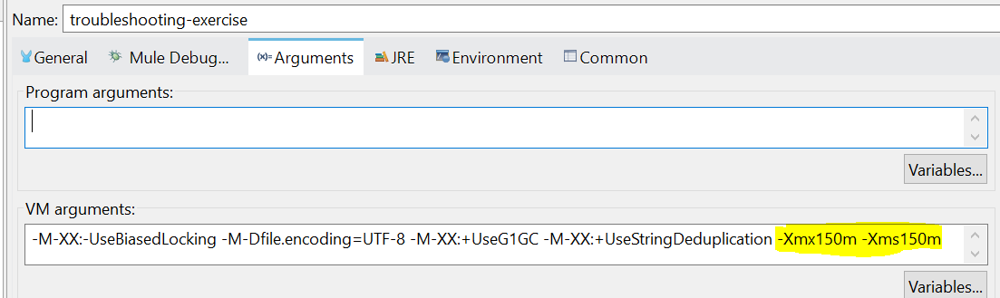 Name: troubleshooting-exercise
General Mule Debug... (x)= Arguments JRE Environment Common
Program arguments:
Variables...
VM arguments:
-M-XX:-UseBiasedLocking -M-Dfile.encoding=UTF-8 -M-XX:+UseG1GC -M-XX:+UseStringDeduplication -Xmx150m -Xms150m
Variables...